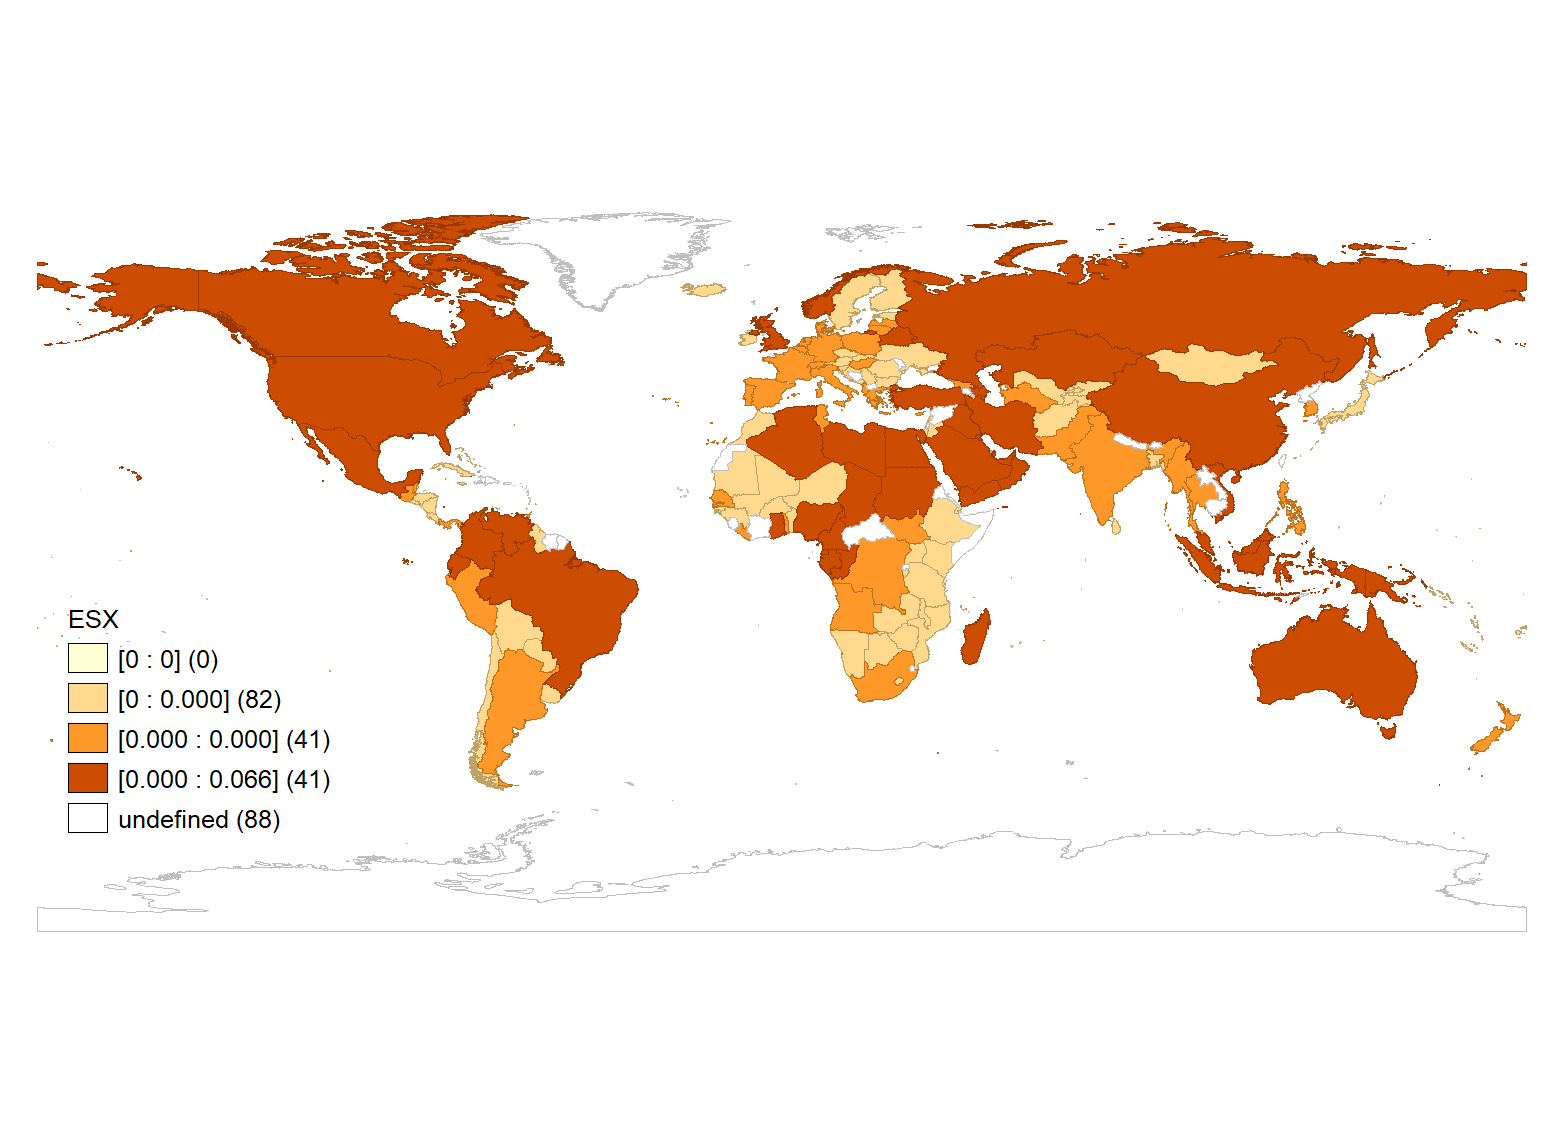 ESX
[0 : 0] (0)
[0 : 0.000] (82)
[0.000 : 0.000] (41)
[0.000 : 0.066] (41)
undefined (88)